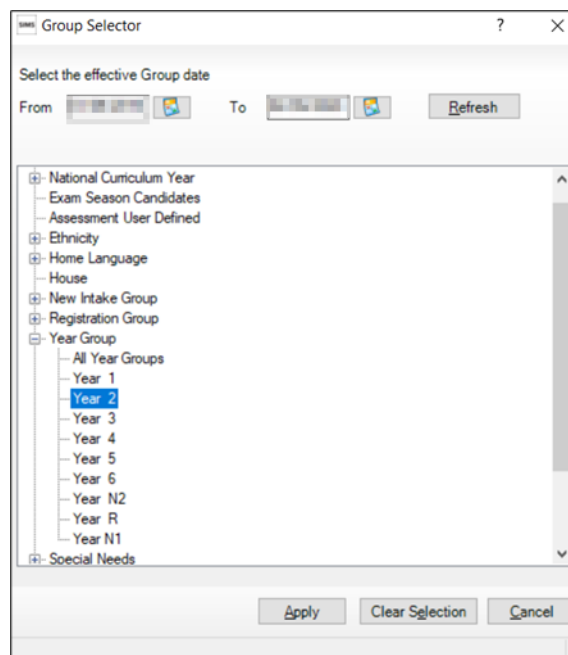 SIMS Group Selector ?
Select the effective Group date
From To Refresh
National Curriculum Year
Exam Season Candidates
Assessment User Defined
Ethnicity
Home Language
House
New Intake Group
Registration Group
Year Group
All Year Groups
Year 1
Year 2
Year 3
Year 4
Year 5
Year 6
Year N2
Year R
Year N1
Special Needs
Apply Clear Selection Cancel